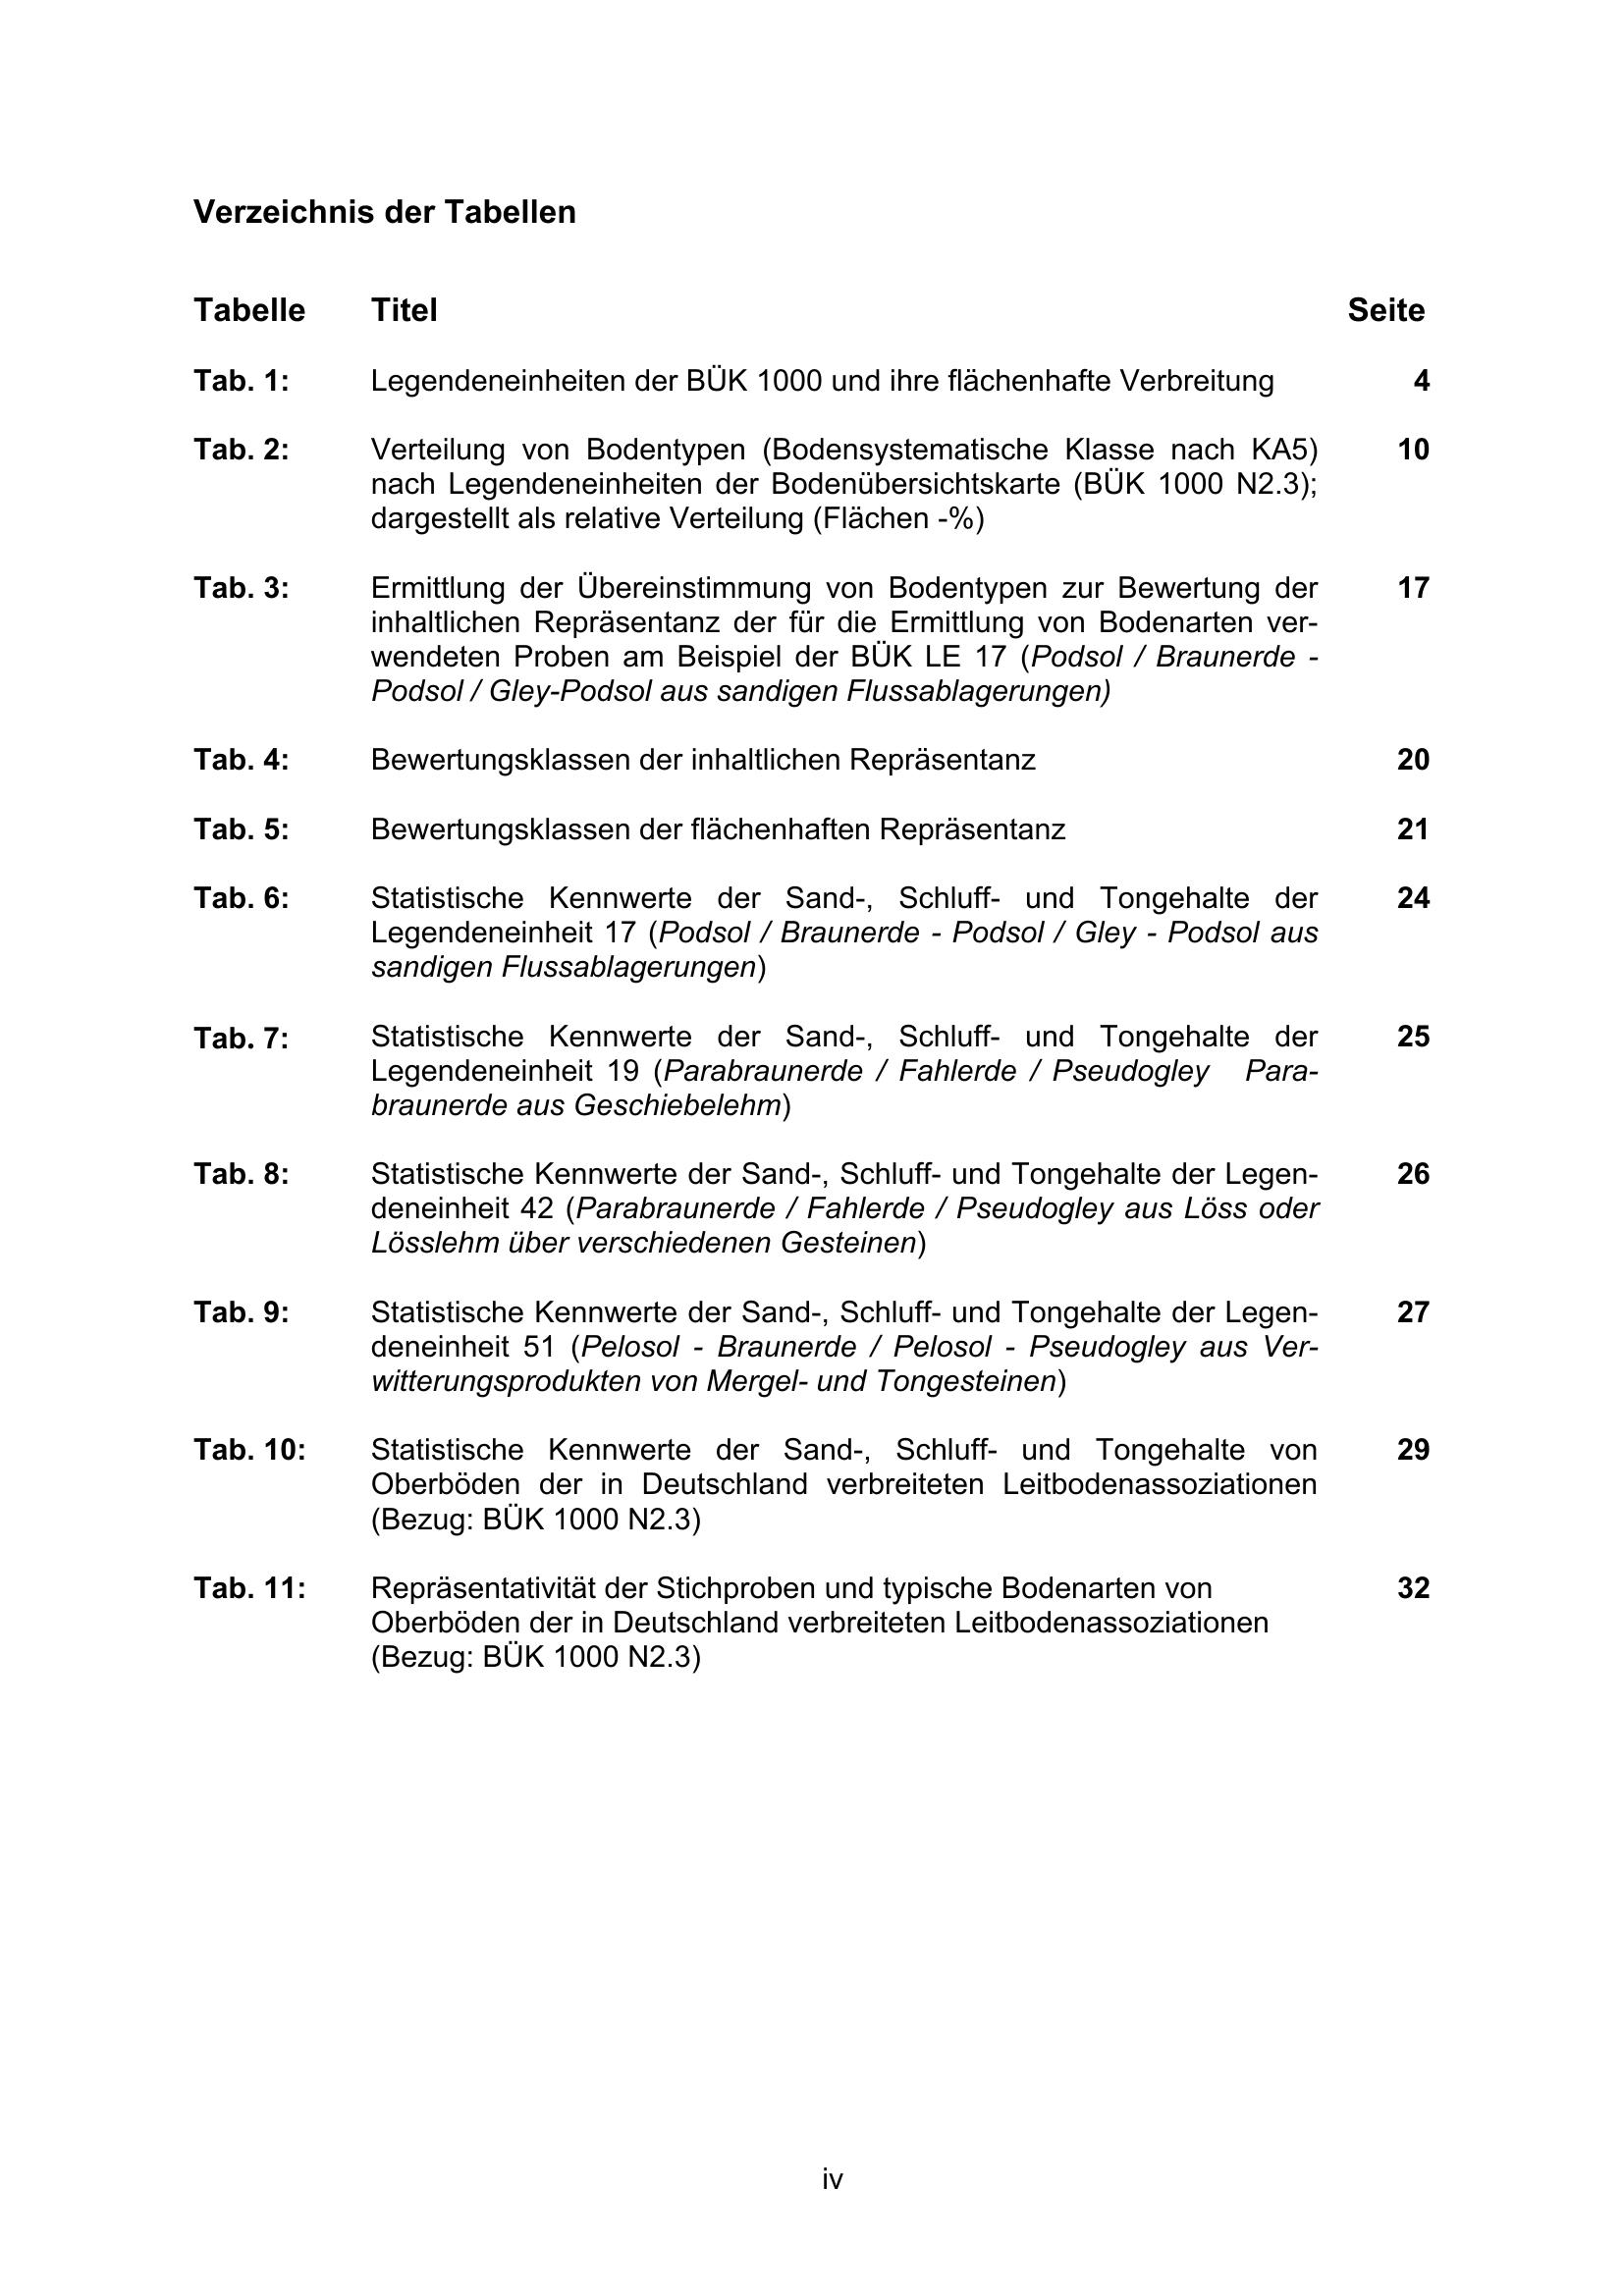 Verzeichnis der Tabellen
Tabelle Titel Seite
Tab. 1: Legendeneinheiten der BÜK 1000 und ihre flächenhafte Verbreitung 4
Tab. 2: Verteilung von Bodentypen (Bodensystematische Klasse nach KA5) 10
nach Legendeneinheiten der Bodenübersichtskarte (BÜK 1000 N2.3);
dargestellt als relative Verteilung (Flächen -%)
Tab. 3: Ermittlung der Übereinstimmung von Bodentypen zur Bewertung der 17
inhaltlichen Repräsentanz der für die Ermittlung von Bodenarten ver-
wendeten Proben am Beispiel der BÜK LE 17 (Podsol / Braunerde -
Podsol / Gley-Podsol aus sandigen Flussablagerungen)
Tab. 4: Bewertungsklassen der inhaltlichen Repräsentanz 20
Tab. 5: Bewertungsklassen der flächenhaften Repräsentanz 21
Tab. 6: Statistische Kennwerte der Sand-, Schluff- und Tongehalte der 24
Legendeneinheit 17 (Podsol / Braunerde - Podsol / Gley - Podsol aus
sandigen Flussablagerungen)
Tab. 7: Statistische Kennwerte der Sand-, Schluff- und Tongehalte der 25
Legendeneinheit 19 (Parabraunerde / Fahlerde / Pseudogley Para-
braunerde aus Geschiebelehm)
Tab. 8: Statistische Kennwerte der Sand-, Schluff- und Tongehalte der Legen- 26
deneinheit 42 (Parabraunerde / Fahlerde / Pseudogley aus Löss oder
Lösslehm über verschiedenen Gesteinen)
Tab. 9: Statistische Kennwerte der Sand-, Schluff- und Tongehalte der Legen- 27
deneinheit 51 (Pelosol - Braunerde / Pelosol - Pseudogley aus Ver-
witterungsprodukten von Mergel- und Tongesteinen)
Tab. 10: Statistische Kennwerte der Sand-, Schluff- und Tongehalte von 29
Oberböden der in Deutschland verbreiteten Leitbodenassoziationen
(Bezug: BÜK 1000 N2.3)
Tab. 11: Repräsentativität der Stichproben und typische Bodenarten von 32
Oberböden der in Deutschland verbreiteten Leitbodenassoziationen
(Bezug: BÜK 1000 N2.3)
iv